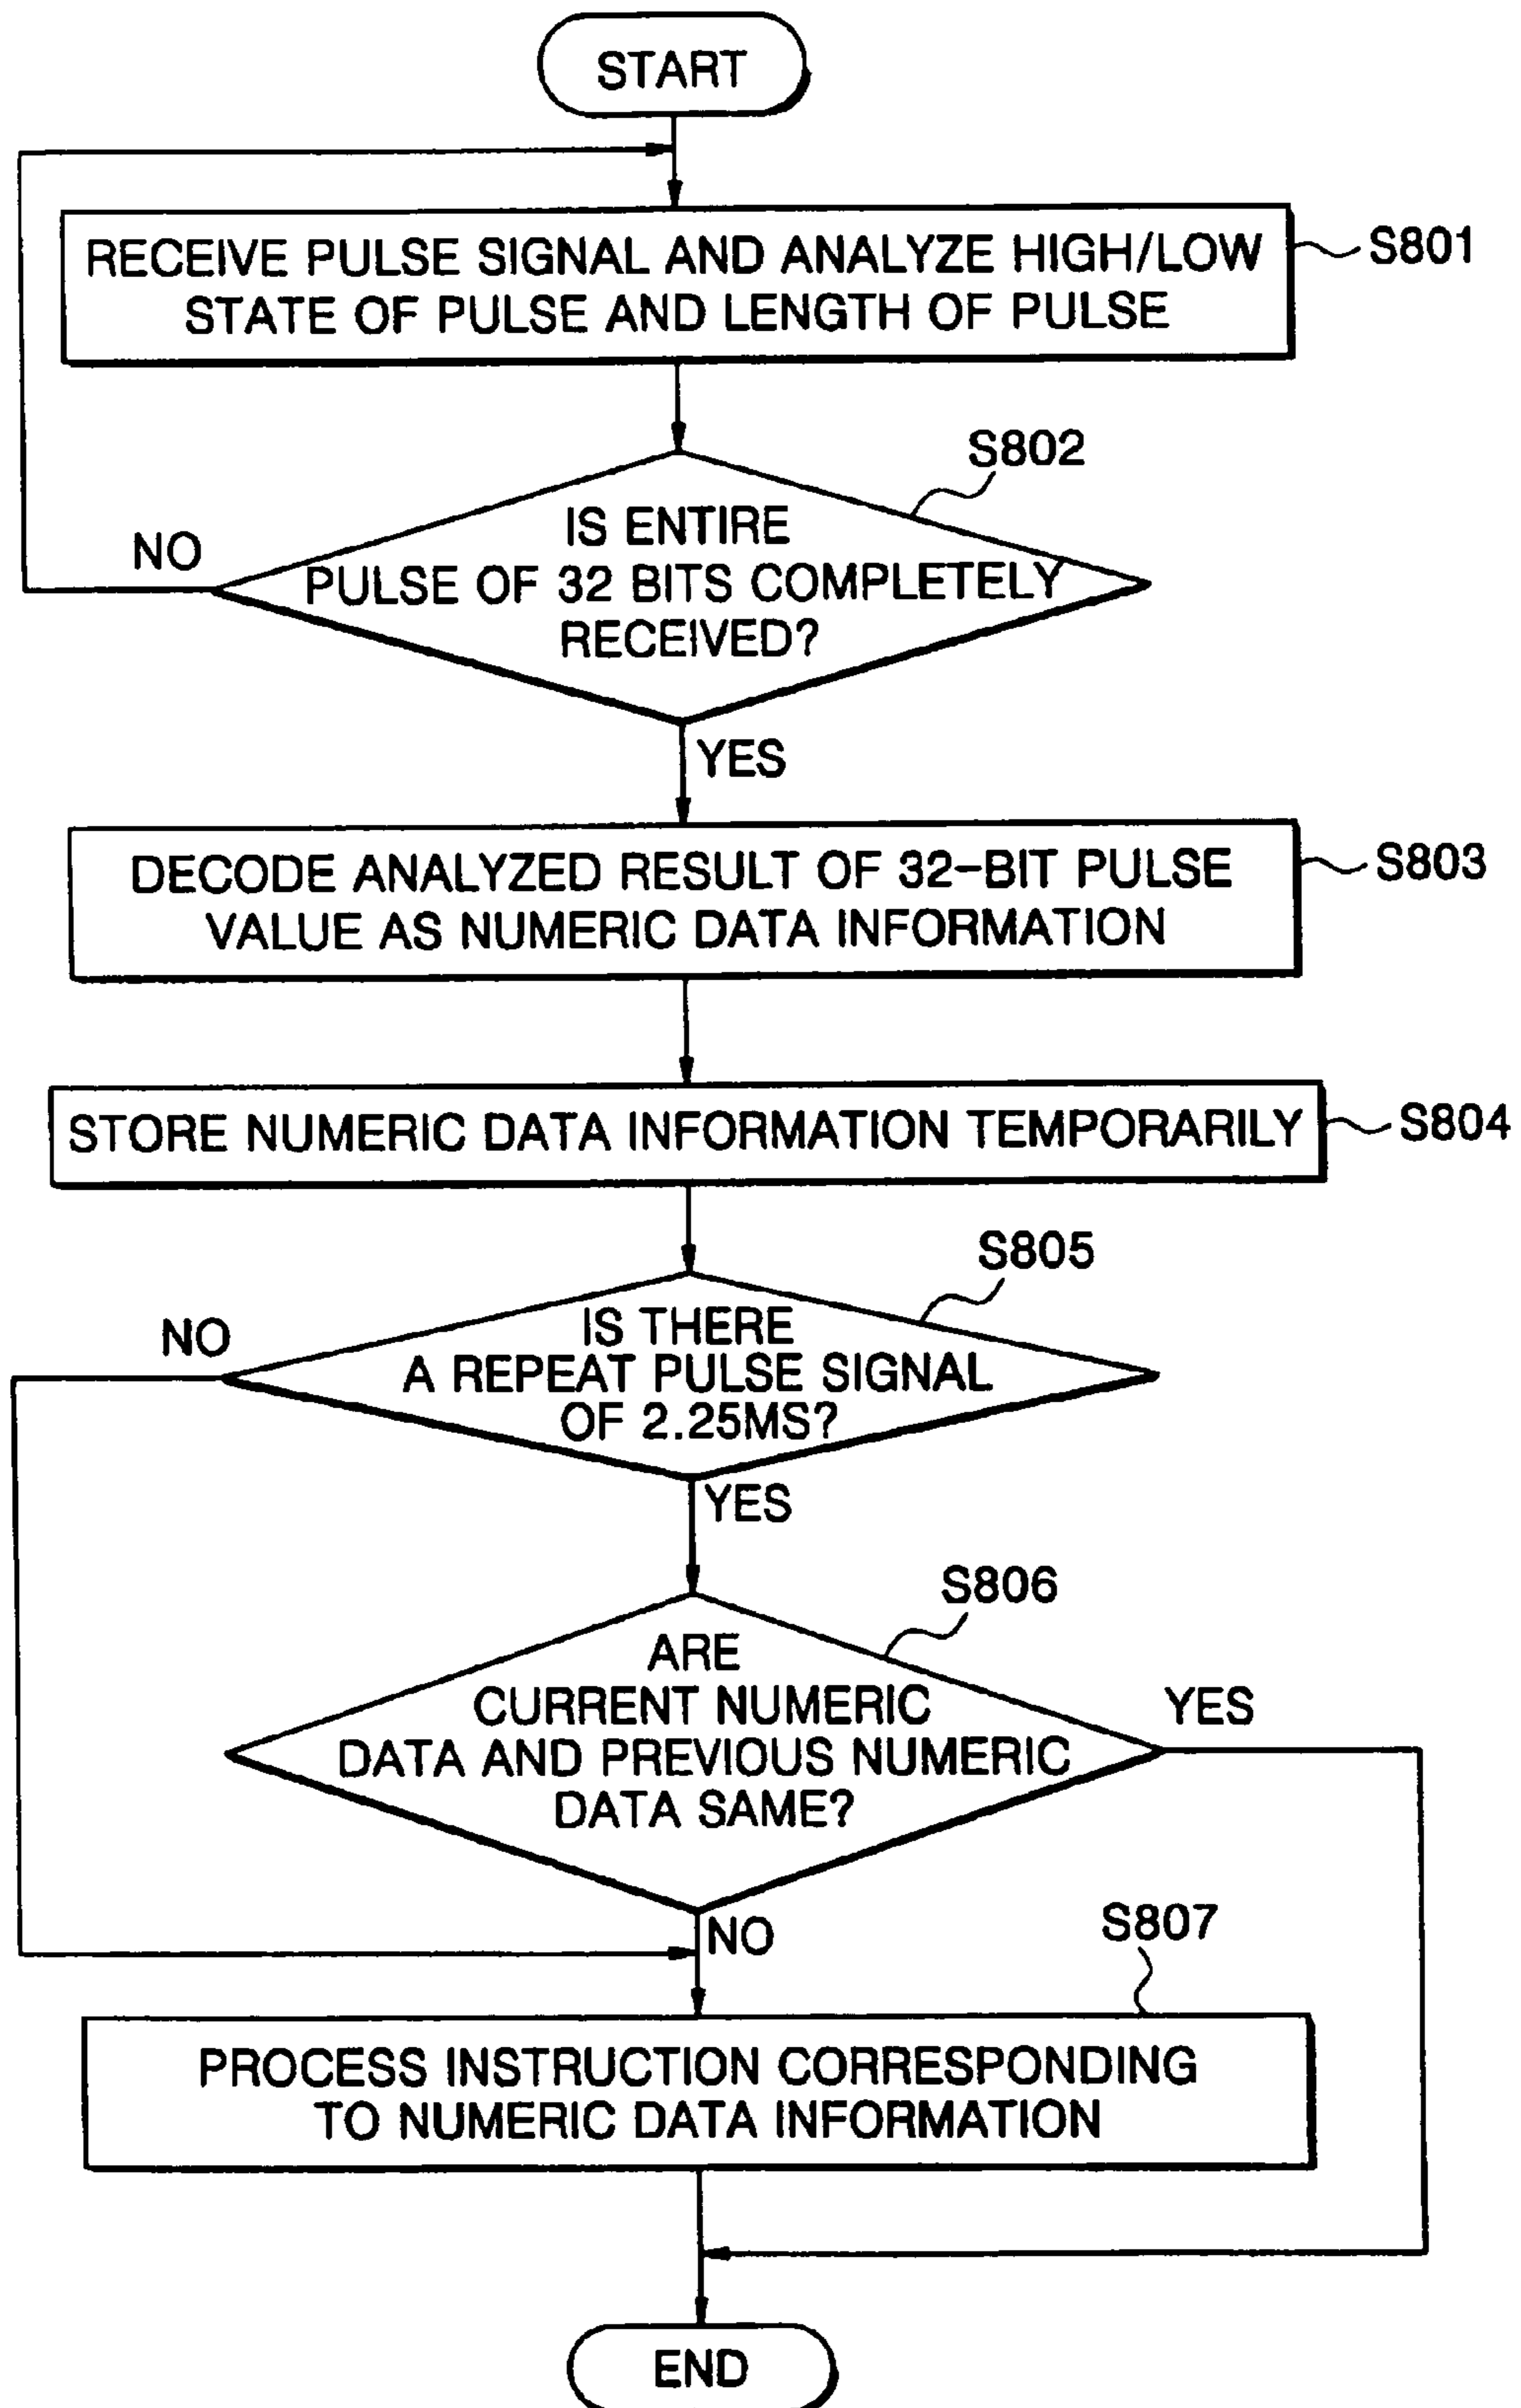 START
RECEIVE PULSE SIGNAL AND ANALYZE HIGH/LOW
STATE OF PULSE AND LENGTH OF PULSE
S801
S802
IS ENTIRE
PULSE OF 32 BITS COMPLETELY
RECEIVED?
NO
YES
DECODE ANALYZED RESULT OF 32-BIT PULSE
VALUE AS NUMERIC DATA INFORMATION
S803
STORE NUMERIC DATA INFORMATION TEMPORARILY
S804
S805
IS THERE
A REPEAT PULSE SIGNAL
OF 2.25MS?
NO
YES
S806
ARE
CURRENT NUMERIC
DATA AND PREVIOUS NUMERIC
DATA SAME?
YES
NO
S807
PROCESS INSTRUCTION CORRESPONDING
TO NUMERIC DATA INFORMATION
END